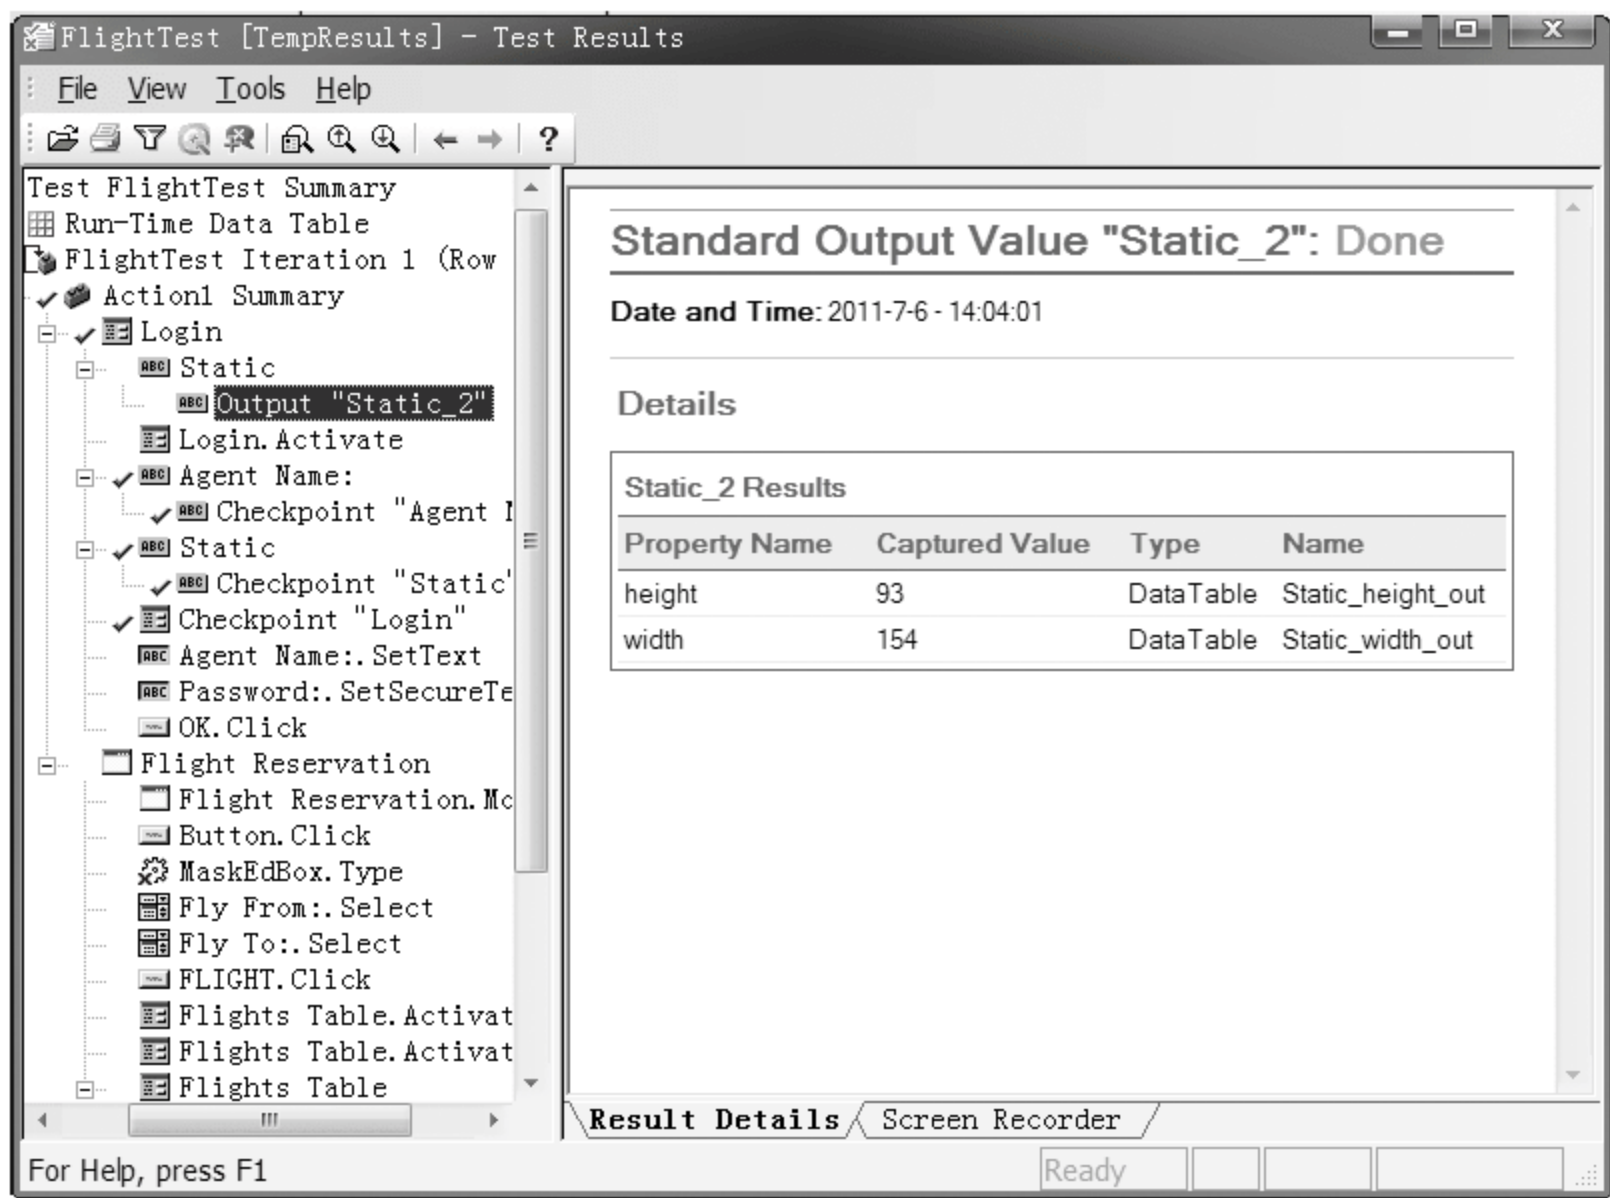 FlightTest [TempResults] - Test Results
File View Tools Help
?
Test FlightTest Summary
Run-Time Data Table
FlightTest Iteration 1 (Row
Action1 Summary
Login
Static
Output "Static_2"
Login.Activate
Agent Name:
Checkpoint "Agent
Static
Checkpoint "Static"
Checkpoint "Login"
Agent Name:.SetText
Password:.SetSecureTe
OK.Click
Flight Reservation
Flight Reservation.Mo
Button.Click
MaskEdBox.Type
Fly From:.Select
Fly To:.Select
FLIGHT.Click
Flights Table.Activat
Flights Table.Activat
Flights Table
Standard Output Value "Static_2": Done
Date and Time: 2011-7-6 - 14:04:01
Details
Static_2 Results
Property Name Captured Value Type Name
height 93 DataTable Static_height_out
width 154 DataTable Static_width_out
Result Details Screen Recorder
For Help, press F1 Ready